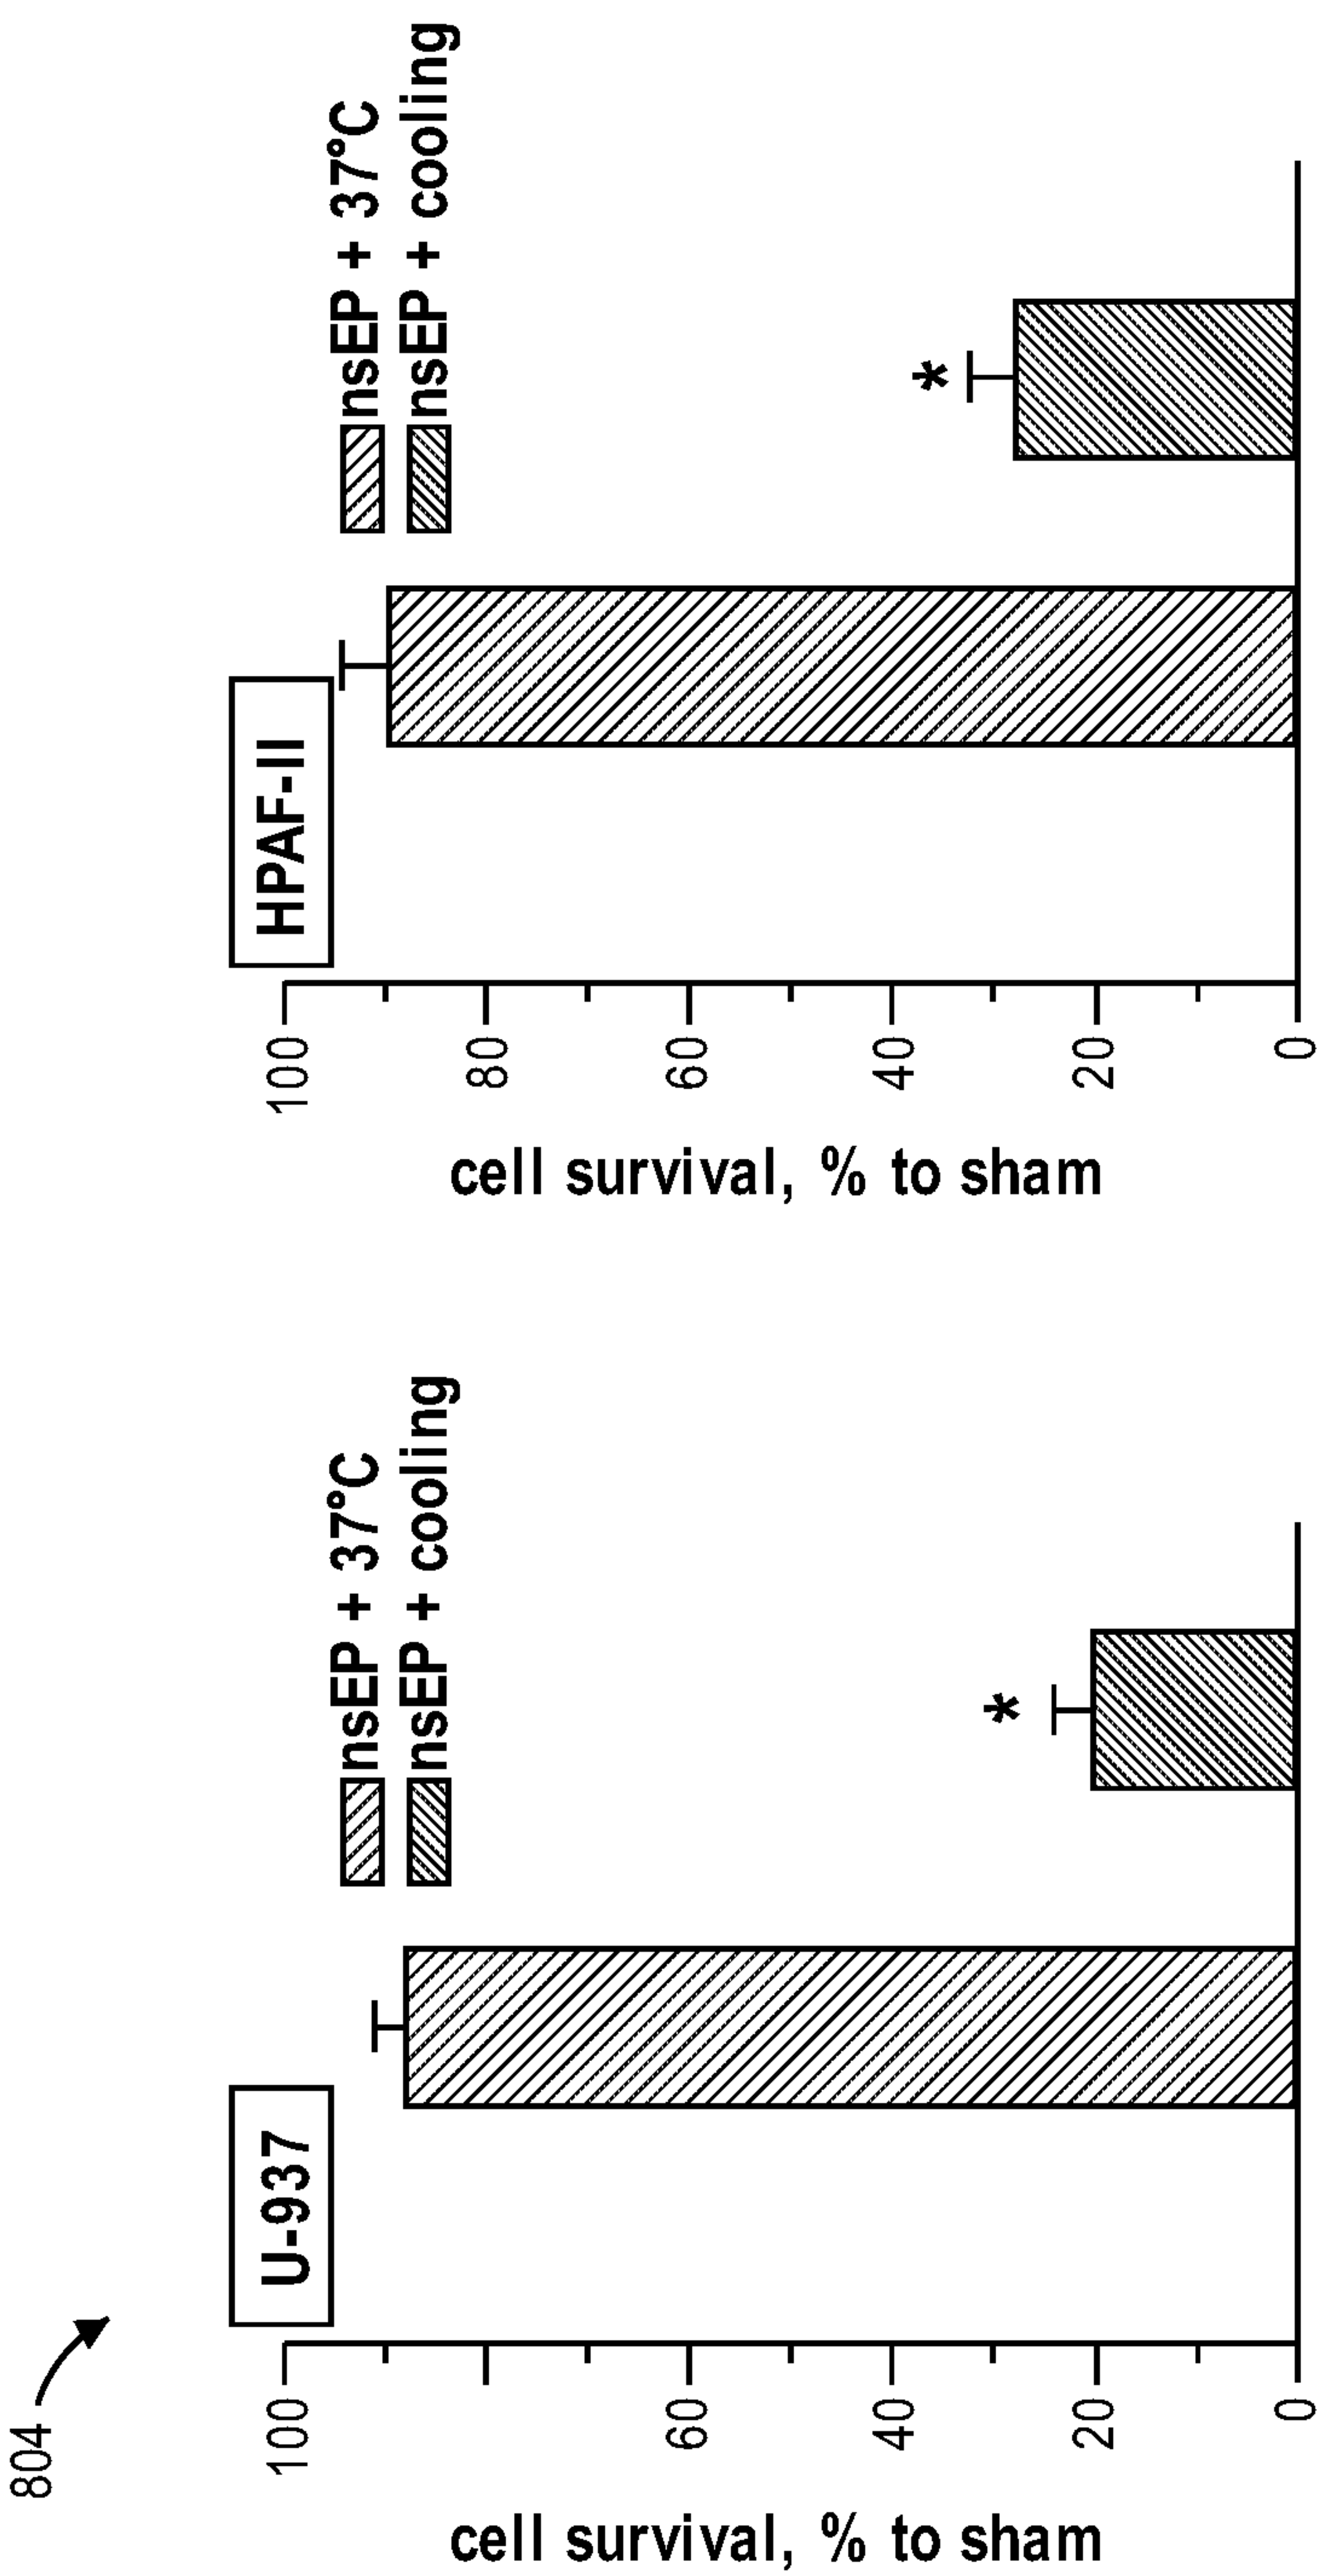 804
U-937
nsEP + 37°C
nsEP + cooling
100
60
40
20
0
cell survival, % to sham
*
HPAF-II
nsEP + 37°C
nsEP + cooling
100
80
60
40
20
0
cell survival, % to sham
*